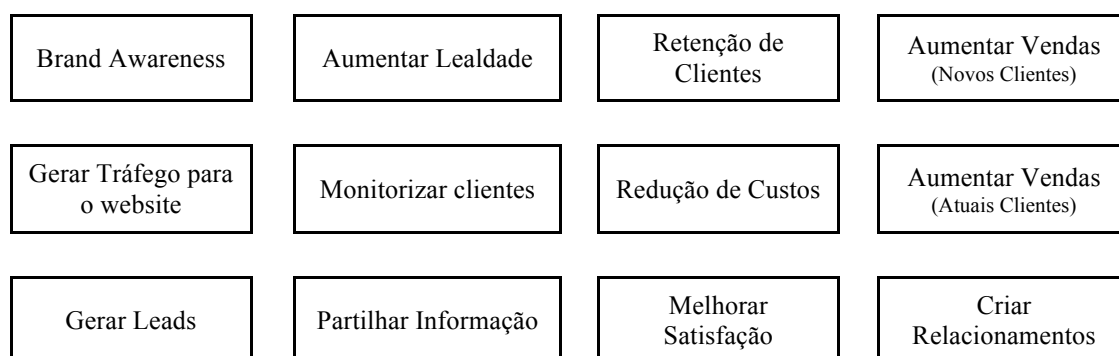 Brand Awareness
Aumentar Lealdade
Retenção de
Clientes
Aumentar Vendas
(Novos Clientes)
Gerar Tráfego para
o website
Monitorizar clientes
Redução de Custos
Aumentar Vendas
(Atuais Clientes)
Gerar Leads
Partilhar Informação
Melhorar
Satisfação
Criar
Relacionamentos